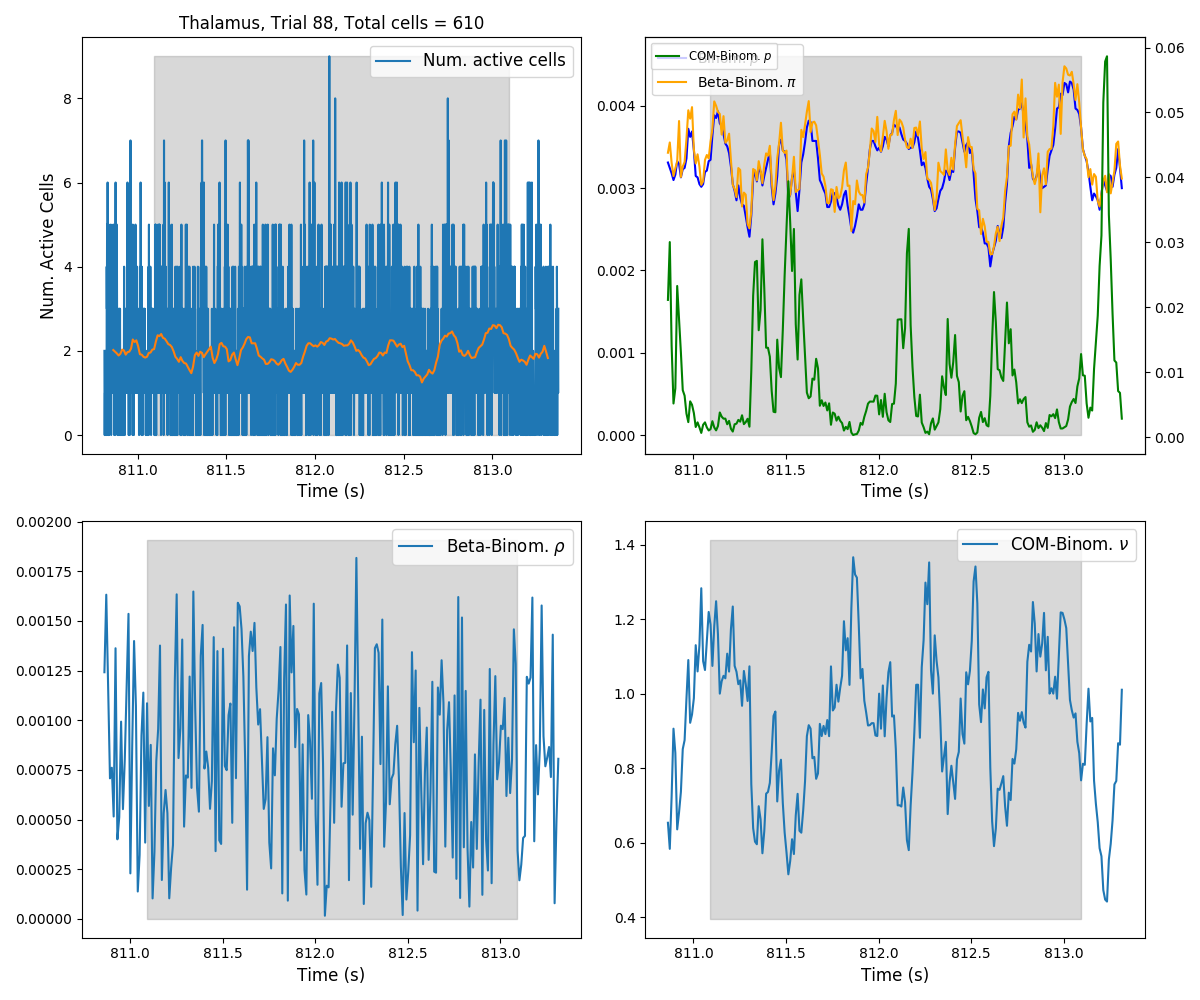 Thalamus, Trial 88, Total cells = 610
Num. active cells
Num. Active Cells
8
6
4
2
0
811.0 811.5 812.0 812.5 813.0
Time (s)
COM-Binom. p
Beta-Binom. π
0.004
0.003
0.002
0.001
0.000
0.06
0.05
0.04
0.03
0.02
0.01
0.00
811.0 811.5 812.0 812.5 813.0
Time (s)
Beta-Binom. ρ
0.00200
0.00175
0.00150
0.00125
0.00100
0.00075
0.00050
0.00025
0.00000
811.0 811.5 812.0 812.5 813.0
Time (s)
COM-Binom. ν
1.4
1.2
1.0
0.8
0.6
0.4
811.0 811.5 812.0 812.5 813.0
Time (s)